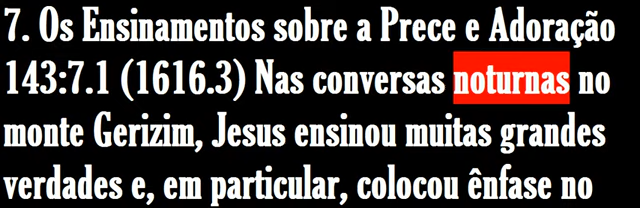 7. Os Ensinamentos sobre a Prece e Adoração
143:7.1 (1616.3) Nas conversas noturnas no
monte Gerizim, Jesus ensinou muitas grandes
verdades e, em particular, colocou ênfase no